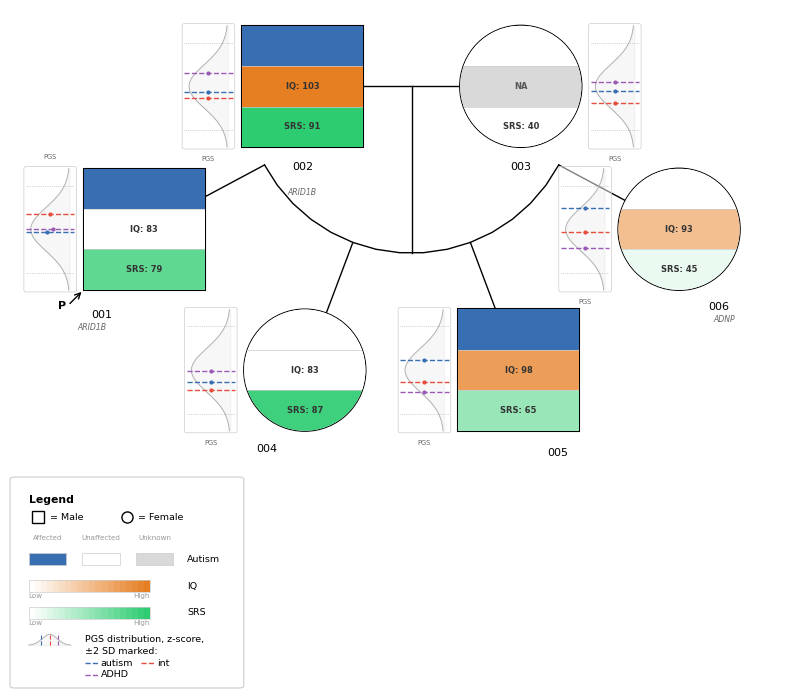 IQ: 103
SRS: 91
PGS
002
ARID1B
NA
SRS: 40
PGS
003
PGS
IQ: 83
SRS: 79
P
001
ARID1B
IQ: 93
SRS: 45
PGS
006
ADNP
IQ: 83
SRS: 87
PGS
004
IQ: 98
SRS: 65
PGS
005
Legend
= Male = Female
Affected Unaffected Unknown
Autism
IQ
Low High
SRS
Low High
PGS distribution, z-score,
±2 SD marked:
autism int
ADHD